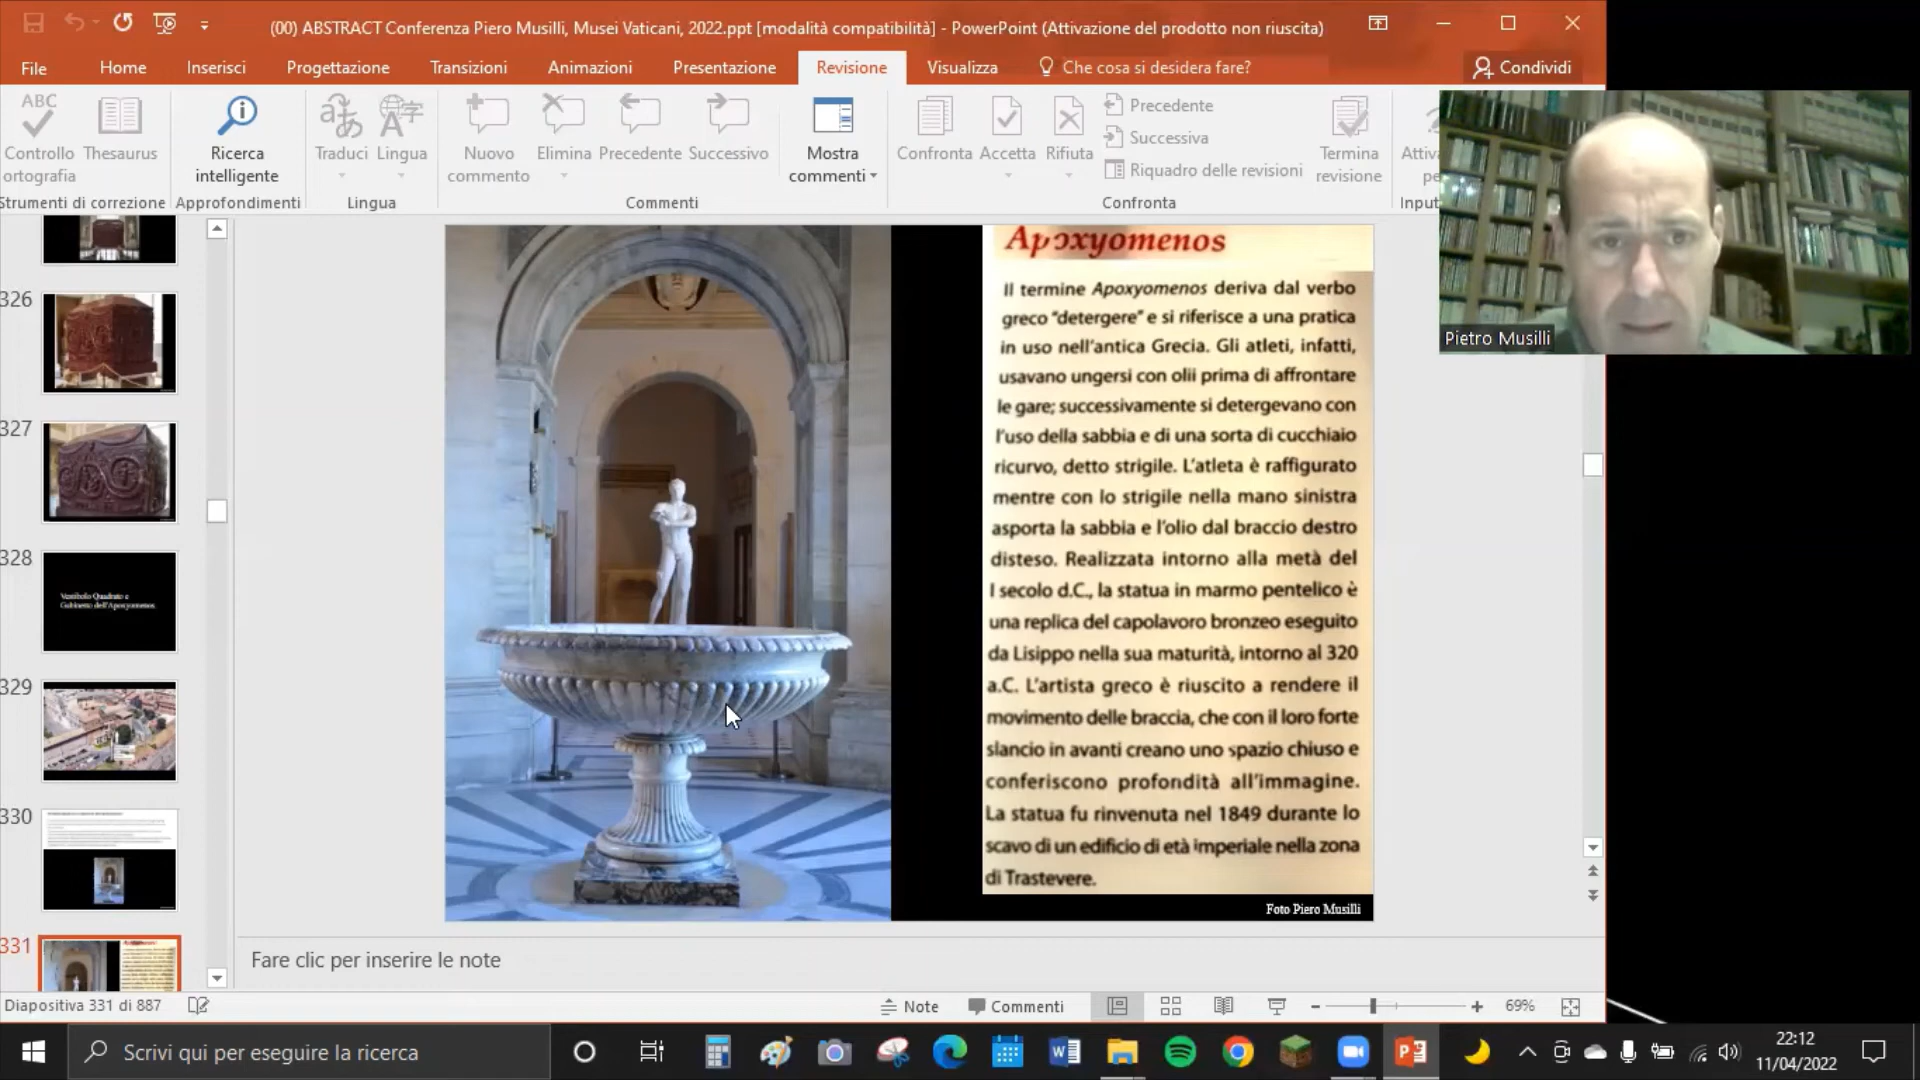 (00) ABSTRACT Conferenza Piero Musilli, Musei Vaticani, 2022.ppt [modalità compatibilità] - PowerPoint (Attivazione del prodotto non riuscita)
File Home Inserisci Progettazione Transizioni Animazioni Presentazione Revisione Visualizza Che cosa si desidera fare? Condividi
ABC
Controllo ortografia
Thesaurus
Ricerca intelligente
Traduci
Lingua
Nuovo commento
Elimina
Precedente
Successivo
Mostra commenti
Confronta
Accetta
Rifiuta
Precedente
Successiva
Riquadro delle revisioni
Termina revisione
Strumenti di correzione
Approfondimenti
Lingua
Commenti
Confronta
Input
Pietro Musilli
326
327
328
Vestibolo Quadrato e
Gabinetto dell'Apoxyomenos
329
330
331
Apoxyomenos
Il termine Apoxyomenos deriva dal verbo
greco “detergere” e si riferisce a una pratica
in uso nell'antica Grecia. Gli atleti, infatti,
usavano ungersi con olii prima di affrontare
le gare; successivamente si detergevano con
l'uso della sabbia e di una sorta di cucchiaio
ricurvo, detto strigile. L'atleta è raffigurato
mentre con lo strigile nella mano sinistra
asporta la sabbia e l'olio dal braccio destro
disteso. Realizzata intorno alla metà del
I secolo d.C., la statua in marmo pentelico è
una replica del capolavoro bronzeo eseguito
da Lisippo nella sua maturità, intorno al 320
a.C. L'artista greco è riuscito a rendere il
movimento delle braccia, che con il loro forte
slancio in avanti creano uno spazio chiuso e
conferiscono profondità all'immagine.
La statua fu rinvenuta nel 1849 durante lo
scavo di un edificio di età imperiale nella zona
di Trastevere.
Foto Piero Musilli
Fare clic per inserire le note
Diapositiva 331 di 887
Note
Commenti
69%
Scrivi qui per eseguire la ricerca
22:12
11/04/2022